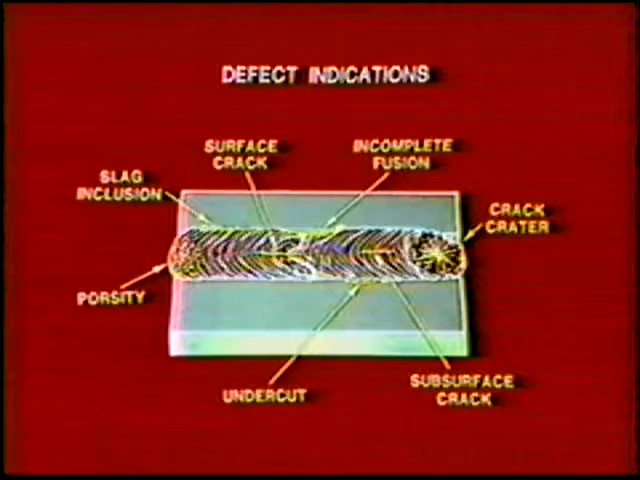 DEFECT INDICATIONS
SURFACE
CRACK
INCOMPLETE
FUSION
SLAG
INCLUSION
CRACK
CRATER
PORSITY
UNDERCUT
SUBSURFACE
CRACK